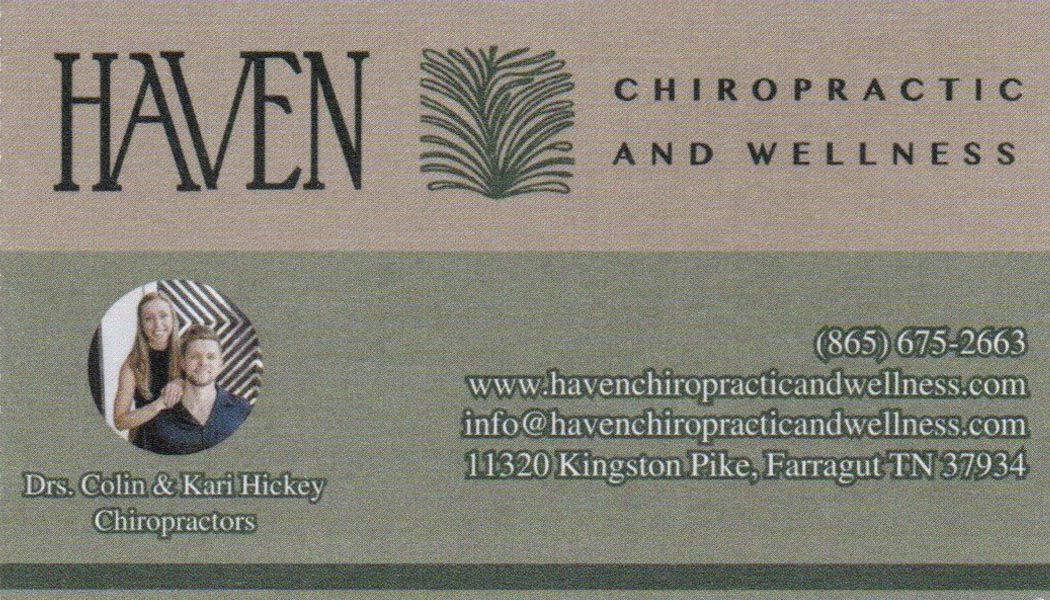 HAVEN
CHIROPRACTIC
AND WELLNESS
(865) 675-2663
www.havenchiropracticandwellness.com
info@havenchiropracticandwellness.com
11320 Kingston Pike, Farragut TN 37934
Drs. Colin & Kari Hickey
Chiropractors